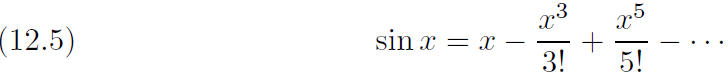 (12.5) sin x = x − x³/3! + x⁵/5! − ⋯